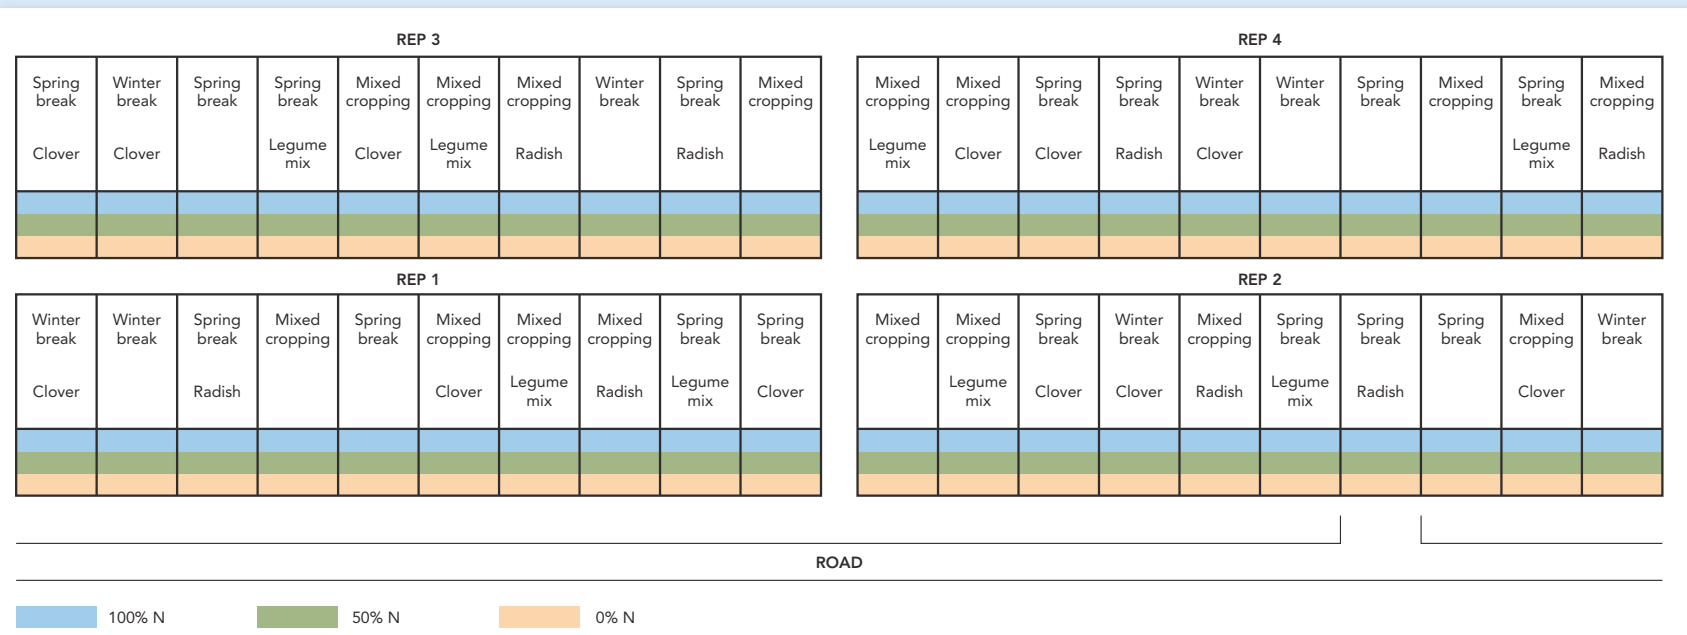 REP 3
Spring break Clover
Winter break Clover
Spring break
Spring break Legume mix
Mixed cropping Clover
Mixed cropping Legume mix
Mixed cropping Radish
Winter break
Spring break Radish
Mixed cropping
REP 4
Mixed cropping Legume mix
Mixed cropping Clover
Spring break Clover
Spring break Radish
Winter break Clover
Winter break
Spring break
Mixed cropping
Spring break Legume mix
Mixed cropping Radish
REP 1
Winter break Clover
Winter break
Spring break Radish
Mixed cropping
Spring break
Mixed cropping Clover
Mixed cropping Legume mix
Mixed cropping Radish
Spring break Legume mix
Spring break Clover
REP 2
Mixed cropping
Mixed cropping Legume mix
Spring break Clover
Winter break Clover
Mixed cropping Radish
Spring break Legume mix
Spring break Radish
Spring break
Mixed cropping Clover
Winter break
ROAD
100% N
50% N
0% N